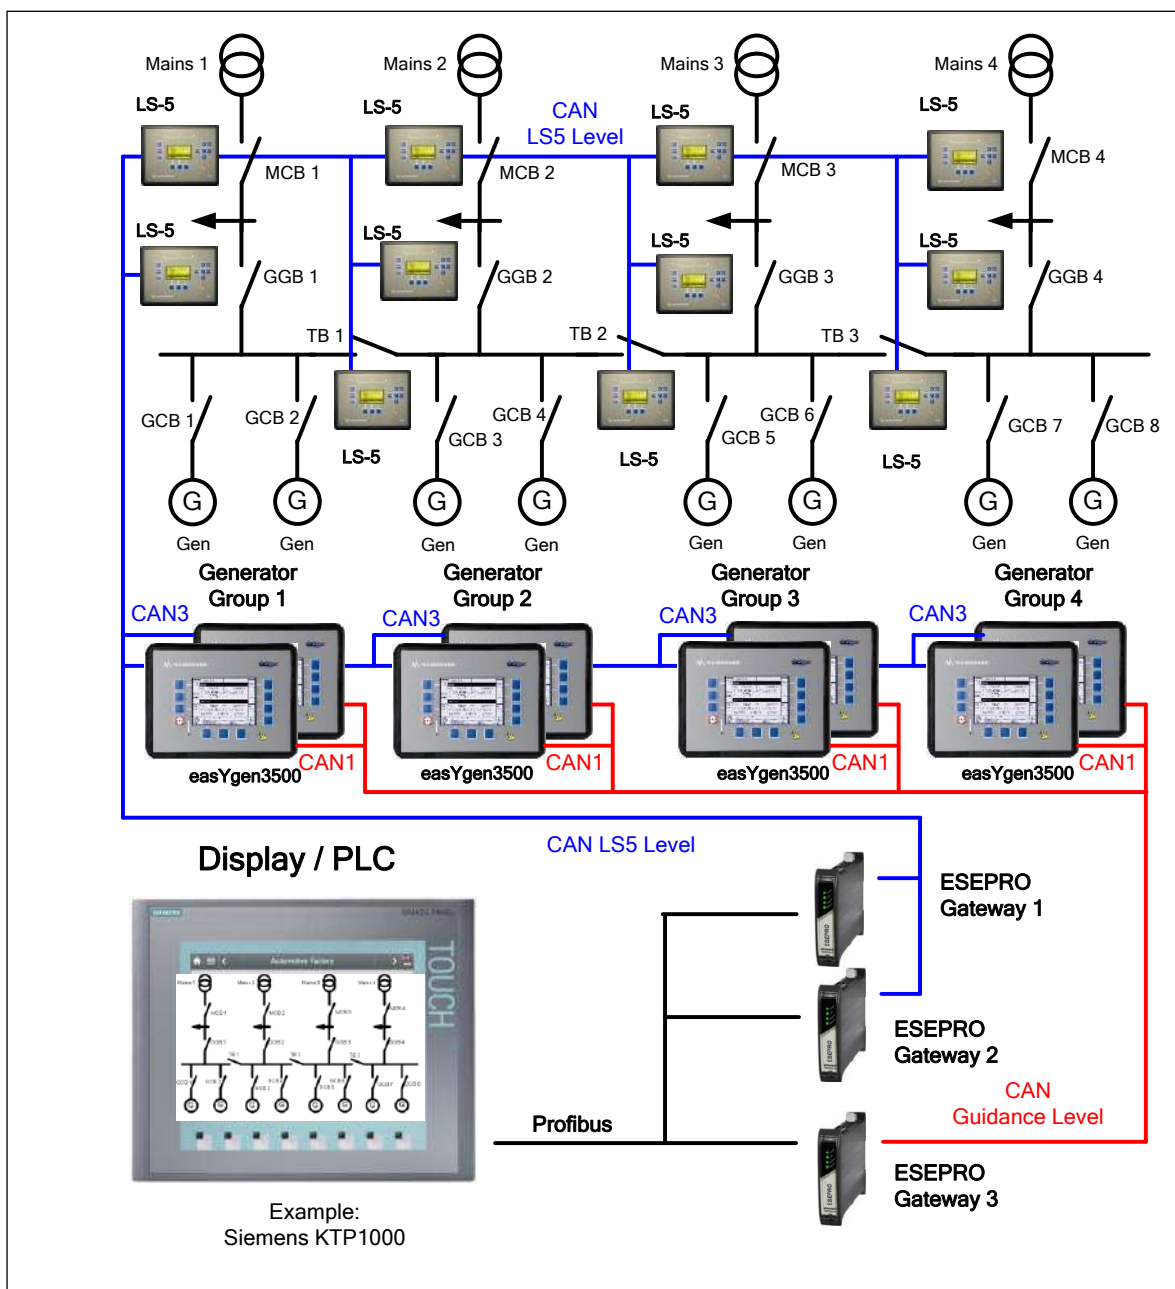 Mains 1
Mains 2
Mains 3
Mains 4
LS-5
LS-5
CAN
LS5 Level
LS-5
LS-5
MCB 1
MCB 2
MCB 3
MCB 4
LS-5
LS-5
LS-5
LS-5
GGB 1
GGB 2
GGB 3
GGB 4
TB 1
TB 2
TB 3
GCB 1
GCB 2
GCB 3
GCB 4
GCB 5
GCB 6
GCB 7
GCB 8
LS-5
LS-5
LS-5
G
G
G
G
G
G
G
G
Gen
Gen
Gen
Gen
Gen
Gen
Gen
Gen
Generator
Group 1
Generator
Group 2
Generator
Group 3
Generator
Group 4
CAN3
CAN3
CAN3
CAN3
easYgen3500
CAN1
easYgen3500
CAN1
easYgen3500
CAN1
easYgen3500
CAN1
CAN LS5 Level
Display / PLC
SIEMENS
TOUCH
Automotive Factory
ESEPRO
Gateway 1
ESEPRO
ESEPRO
Gateway 2
ESEPRO
CAN
Guidance Level
Profibus
ESEPRO
Gateway 3
ESEPRO
Example:
Siemens KTP1000